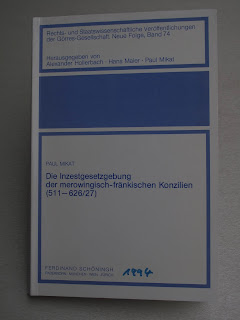 Rechts- und Staatswissenschaftliche Veröffentlichungen
der Görres-Gesellschaft. Neue Folge, Band 74
Herausgegeben von
Alexander Hollerbach · Hans Maier · Paul Mikat
PAUL MIKAT
Die Inzestgesetzgebung
der merowingisch-fränkischen Konzilien
(511—626/27)
FERDINAND SCHÖNINGH
1994